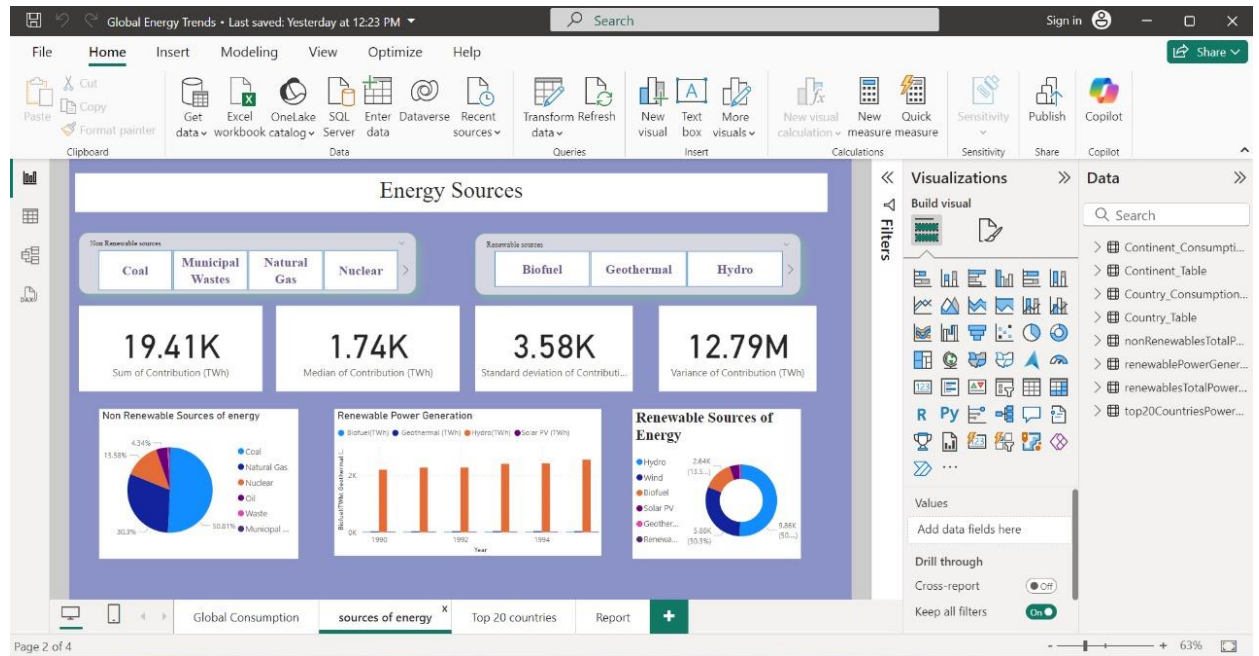 Global Energy Trends • Last saved: Yesterday at 12:23 PM
Search
Sign in
File Home Insert Modeling View Optimize Help
Share
Paste
Cut
Copy
Format painter
Clipboard
Get data
Excel workbook
OneLake catalog
SQL Server
Enter data
Dataverse
Recent sources
Data
Transform data
Refresh
Queries
New visual
Text box
More visuals
Insert
New visual calculation
New measure
Quick measure
Calculations
Sensitivity
Sensitivity
Publish
Share
Copilot
Copilot
Energy Sources
Non Renewable sources
Coal
Municipal Wastes
Natural Gas
Nuclear
Renewable sources
Biofuel
Geothermal
Hydro
19.41K
Sum of Contribution (TWh)
1.74K
Median of Contribution (TWh)
3.58K
Standard deviation of Contributi...
12.79M
Variance of Contribution (TWh)
Non Renewable Sources of energy
4.34%
15.58%
30.3%
50.81%
Coal
Natural Gas
Nuclear
Oil
Waste
Municipal ...
Renewable Power Generation
Biofuel(TWh) Geothermal (TWh) Hydro(TWh) Solar PV (TWh)
Biofuel(TWh), Geothermal (...
2K
0K
1990 1992 1994
Year
Renewable Sources of
Energy
Hydro
Wind
Biofuel
Solar PV
Geother...
Renewa...
2.64K
(13.5...)
5.88K
(30.3%)
9.86K
(50....)
Filters
Visualizations
Build visual
123
R Py
Values
Add data fields here
Drill through
Cross-report Off
Keep all filters On
Data
Search
Continent_Consumpti...
Continent_Table
Country_Consumption...
Country_Table
nonRenewablesTotalP...
renewablePowerGener...
renewablesTotalPower...
top20CountriesPower...
Global Consumption
sources of energy x
Top 20 countries
Report
+
Page 2 of 4
- + 63%